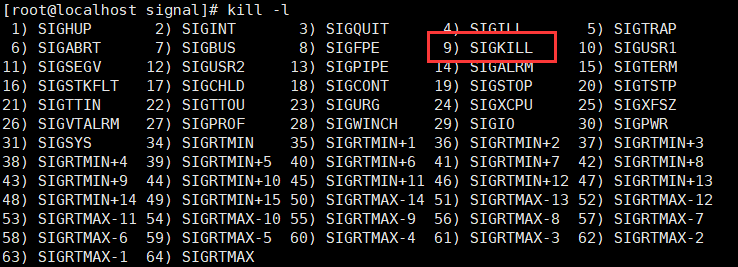 [root@localhost signal]# kill -l
1) SIGHUP 2) SIGINT 3) SIGQUIT 4) SIGILL 5) SIGTRAP
6) SIGABRT 7) SIGBUS 8) SIGFPE 9) SIGKILL 10) SIGUSR1
11) SIGSEGV 12) SIGUSR2 13) SIGPIPE 14) SIGALRM 15) SIGTERM
16) SIGSTKFLT 17) SIGCHLD 18) SIGCONT 19) SIGSTOP 20) SIGTSTP
21) SIGTTIN 22) SIGTTOU 23) SIGURG 24) SIGXCPU 25) SIGXFSZ
26) SIGVTALRM 27) SIGPROF 28) SIGWINCH 29) SIGIO 30) SIGPWR
31) SIGSYS 34) SIGRTMIN 35) SIGRTMIN+1 36) SIGRTMIN+2 37) SIGRTMIN+3
38) SIGRTMIN+4 39) SIGRTMIN+5 40) SIGRTMIN+6 41) SIGRTMIN+7 42) SIGRTMIN+8
43) SIGRTMIN+9 44) SIGRTMIN+10 45) SIGRTMIN+11 46) SIGRTMIN+12 47) SIGRTMIN+13
48) SIGRTMIN+14 49) SIGRTMIN+15 50) SIGRTMAX-14 51) SIGRTMAX-13 52) SIGRTMAX-12
53) SIGRTMAX-11 54) SIGRTMAX-10 55) SIGRTMAX-9 56) SIGRTMAX-8 57) SIGRTMAX-7
58) SIGRTMAX-6 59) SIGRTMAX-5 60) SIGRTMAX-4 61) SIGRTMAX-3 62) SIGRTMAX-2
63) SIGRTMAX-1 64) SIGRTMAX